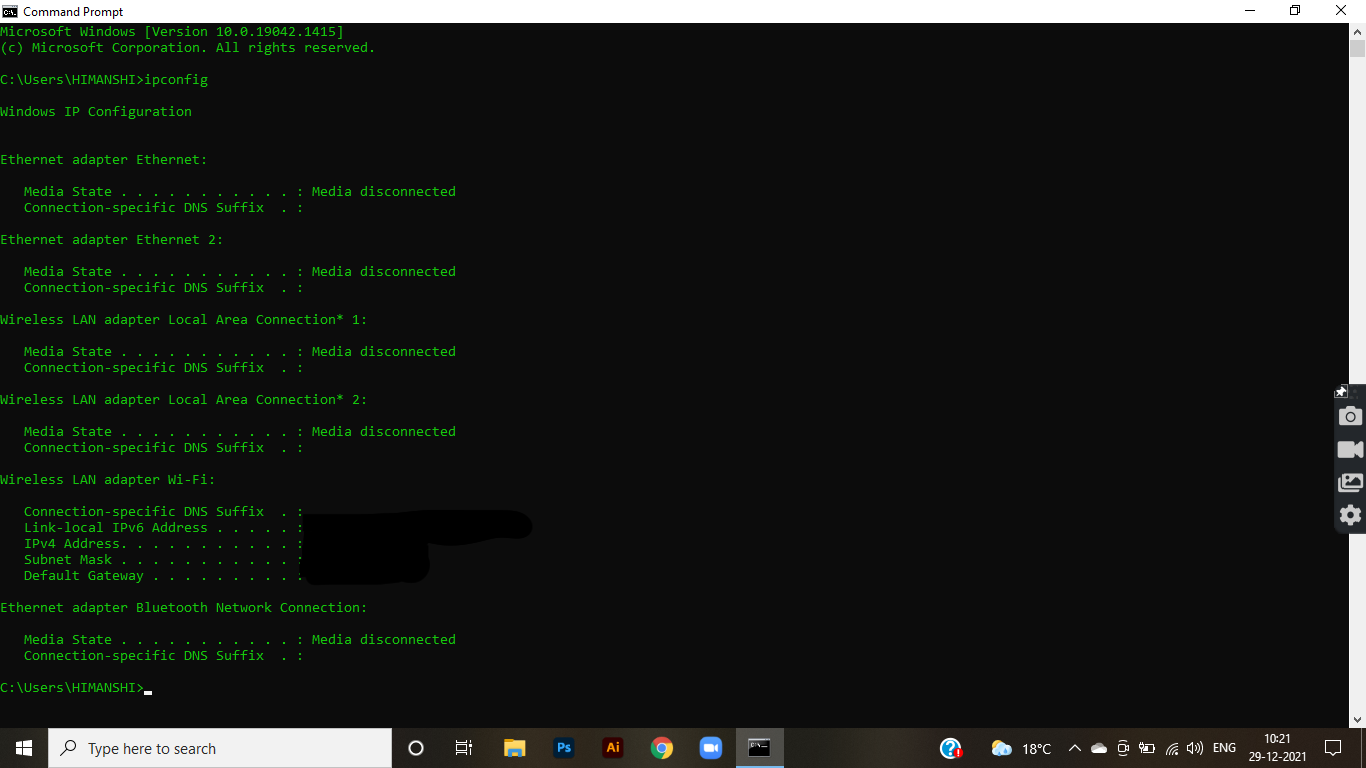 Command Prompt
Microsoft Windows [Version 10.0.19042.1415]
(c) Microsoft Corporation. All rights reserved.
C:\Users\HIMANSHI>ipconfig
Windows IP Configuration
Ethernet adapter Ethernet:
Media State . . . . . . . . . . . : Media disconnected
Connection-specific DNS Suffix  . :
Ethernet adapter Ethernet 2:
Media State . . . . . . . . . . . : Media disconnected
Connection-specific DNS Suffix  . :
Wireless LAN adapter Local Area Connection* 1:
Media State . . . . . . . . . . . : Media disconnected
Connection-specific DNS Suffix  . :
Wireless LAN adapter Local Area Connection* 2:
Media State . . . . . . . . . . . : Media disconnected
Connection-specific DNS Suffix  . :
Wireless LAN adapter Wi-Fi:
Connection-specific DNS Suffix  . :
Link-local IPv6 Address . . . . . :
IPv4 Address. . . . . . . . . . . :
Subnet Mask . . . . . . . . . . . :
Default Gateway . . . . . . . . . :
Ethernet adapter Bluetooth Network Connection:
Media State . . . . . . . . . . . : Media disconnected
Connection-specific DNS Suffix  . :
C:\Users\HIMANSHI>
Type here to search
Ps
Ai
18°C
ENG
10:21
29-12-2021